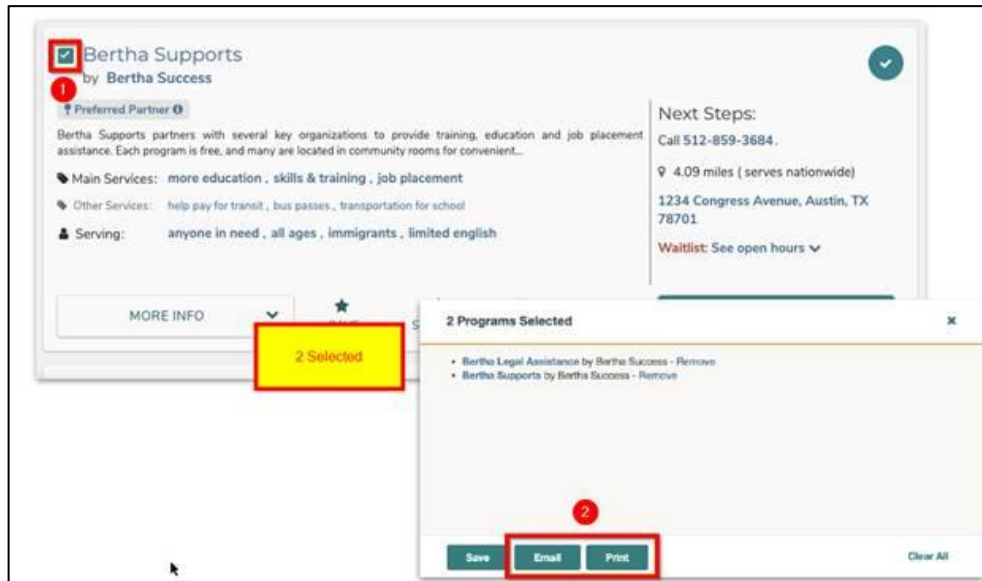 Bertha Supports
by Bertha Success
1
Preferred Partner
Bertha Supports partners with several key organizations to provide training, education and job placement
assistance. Each program is free, and many are located in community rooms for convenient...
Main Services: more education , skills & training , job placement
Other Services: help pay for transit , bus passes , transportation for school
Serving: anyone in need , all ages , immigrants , limited english
Next Steps:
Call 512-859-3684.
4.09 miles ( serves nationwide)
1234 Congress Avenue, Austin, TX
78701
Waitlist: See open hours
MORE INFO
2 Selected
2 Programs Selected
Bertha Legal Assistance by Bertha Success - Remove
Bertha Supports by Bertha Success - Remove
2
Save
Email
Print
Clear All